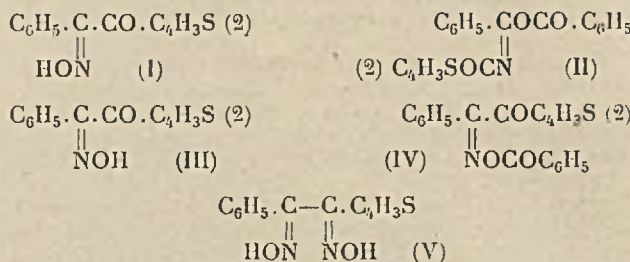 C₆H₅.C.CO.C₄H₃S (2)
‖
HON (I)
C₆H₅.COCO.C₆H₅
‖
(2) C₄H₃SOCN (II)
C₆H₅.C.CO.C₄H₃S (2)
‖
NOH (III)
C₆H₅.C.COC₄H₃S (2)
‖
(IV) NOCOC₆H₅
C₆H₅.C—C.C₄H₃S
‖ ‖
HON NOH (V)